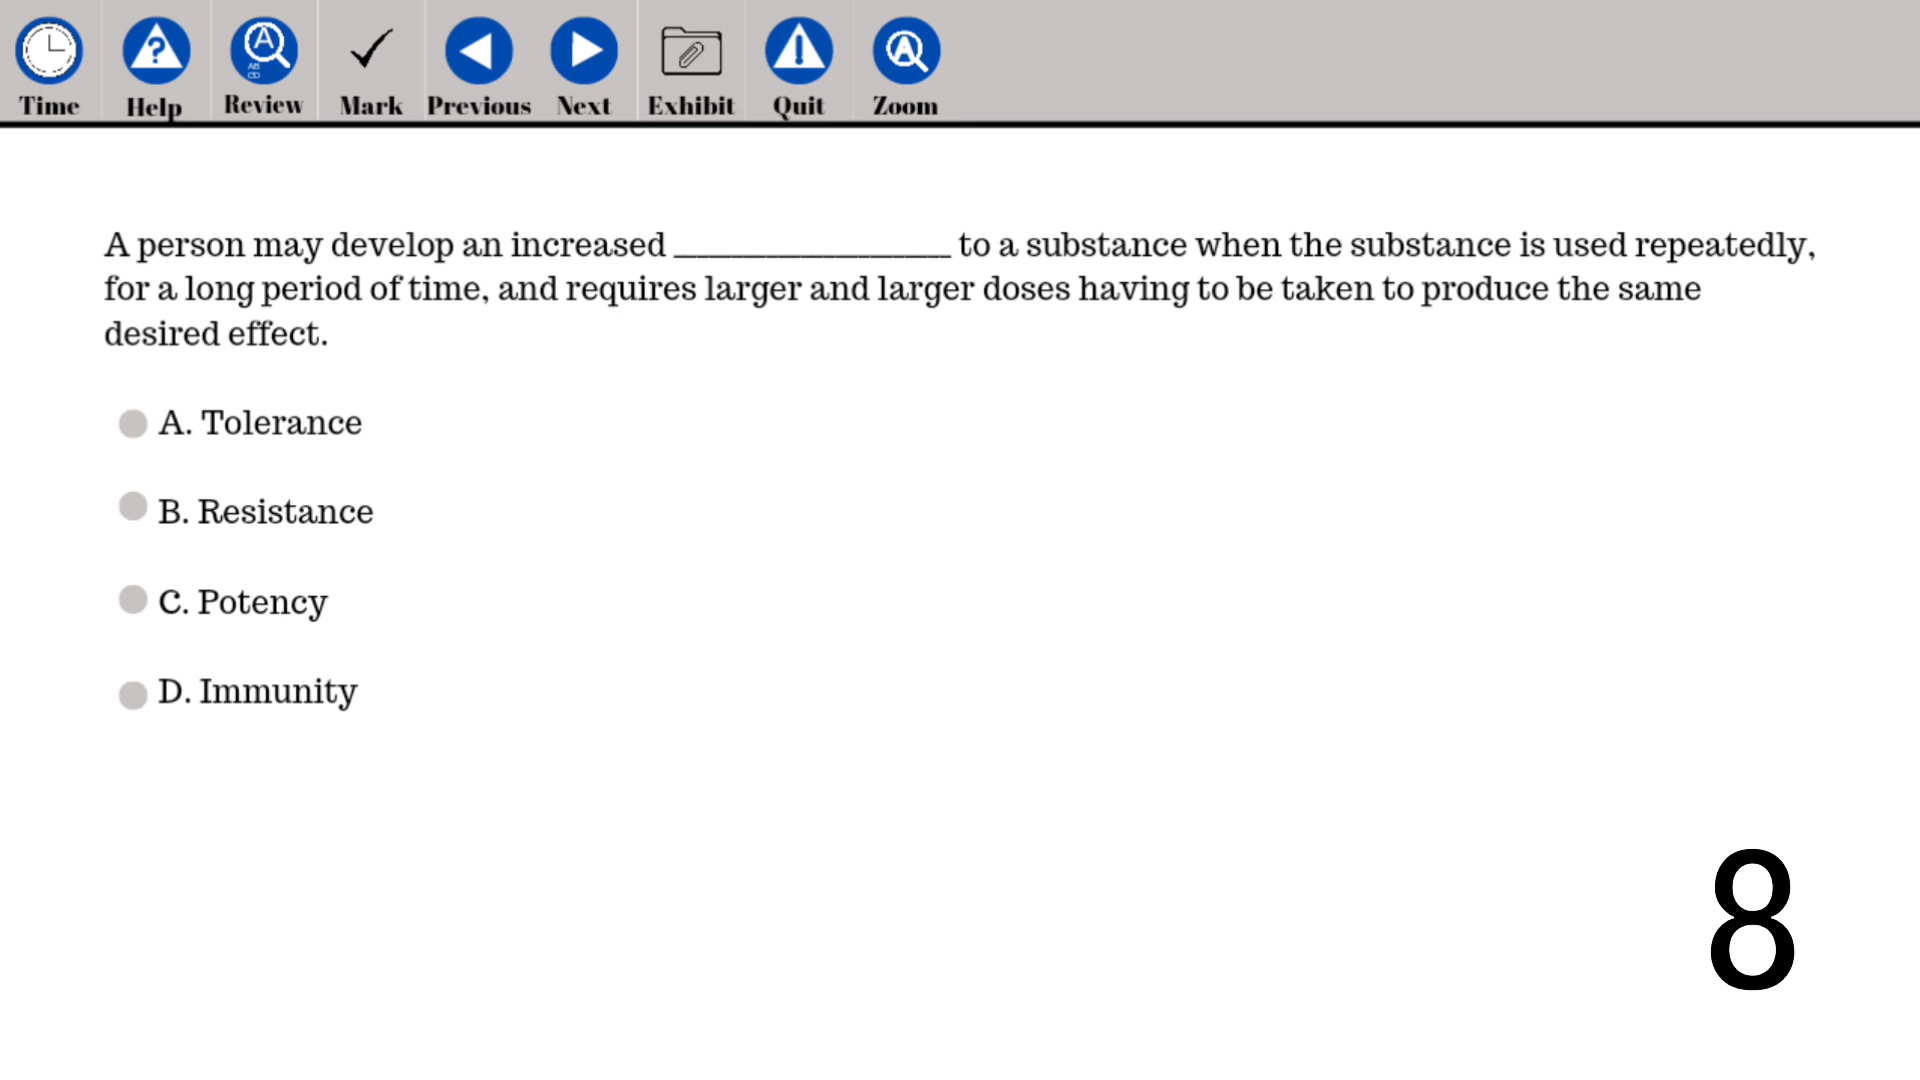 Time Help Review Mark Previous Next Exhibit Quit Zoom
A person may develop an increased ________________ to a substance when the substance is used repeatedly,
for a long period of time, and requires larger and larger doses having to be taken to produce the same
desired effect.
A. Tolerance
B. Resistance
C. Potency
D. Immunity
8